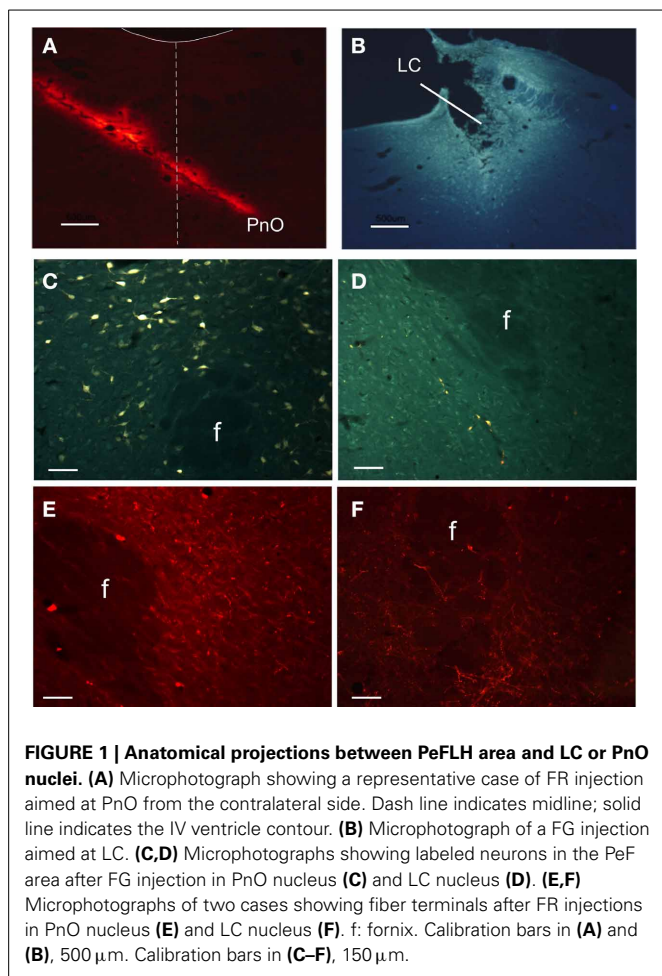 A
PnO
B
LC
500um
C
f
D
f
E
f
F
f
FIGURE 1 | Anatomical projections between PeFLH area and LC or PnO
nuclei. (A) Microphotograph showing a representative case of FR injection
aimed at PnO from the contralateral side. Dash line indicates midline; solid
line indicates the IV ventricle contour. (B) Microphotograph of a FG injection
aimed at LC. (C,D) Microphotographs showing labeled neurons in the PeF
area after FG injection in PnO nucleus (C) and LC nucleus (D). (E,F)
Microphotographs of two cases showing fiber terminals after FR injections
in PnO nucleus (E) and LC nucleus (F). f: fornix. Calibration bars in (A) and
(B), 500 μm. Calibration bars in (C–F), 150 μm.